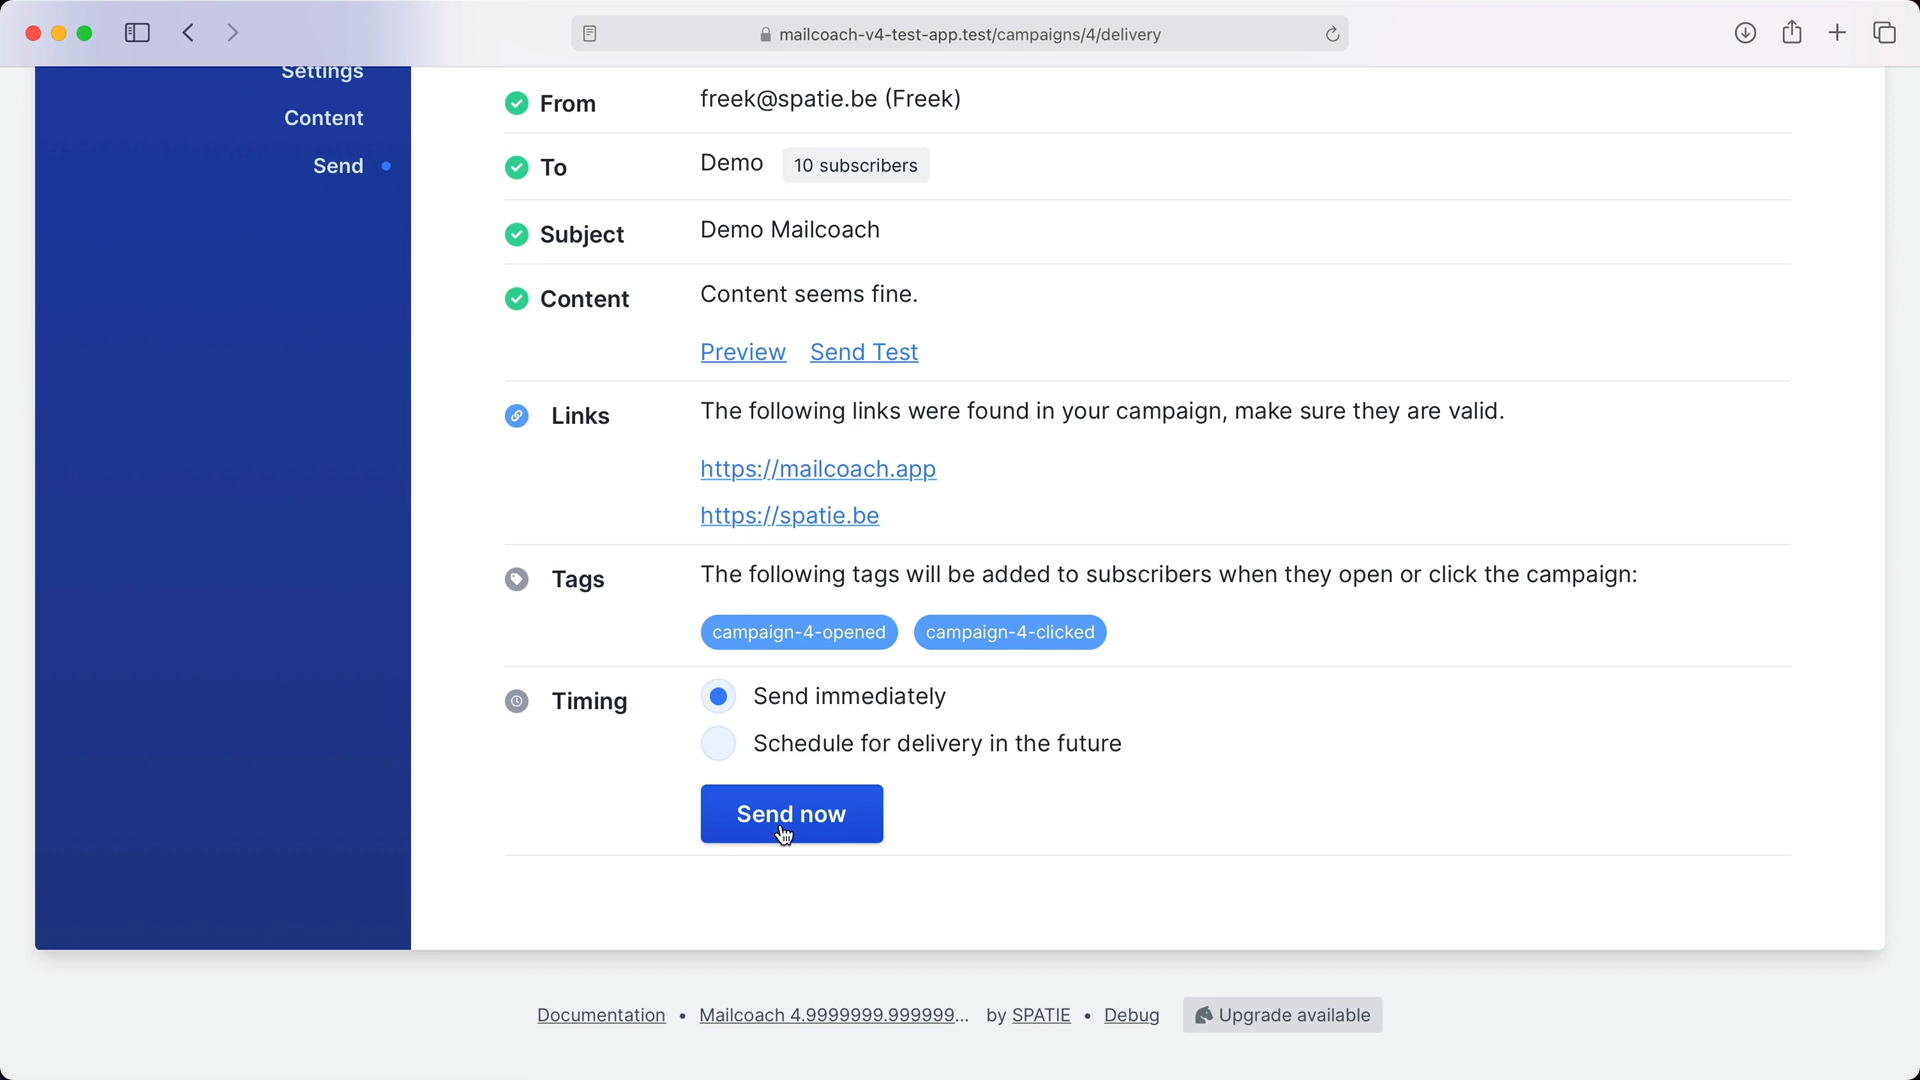 mailcoach-v4-test-app.test/campaigns/4/delivery
Settings
Content
Send
From
freek@spatie.be (Freek)
To
Demo
10 subscribers
Subject
Demo Mailcoach
Content
Content seems fine.
Preview
Send Test
Links
The following links were found in your campaign, make sure they are valid.
https://mailcoach.app
https://spatie.be
Tags
The following tags will be added to subscribers when they open or click the campaign:
campaign-4-opened
campaign-4-clicked
Timing
Send immediately
Schedule for delivery in the future
Send now
Documentation • Mailcoach 4.9999999.999999... by SPATIE • Debug
Upgrade available